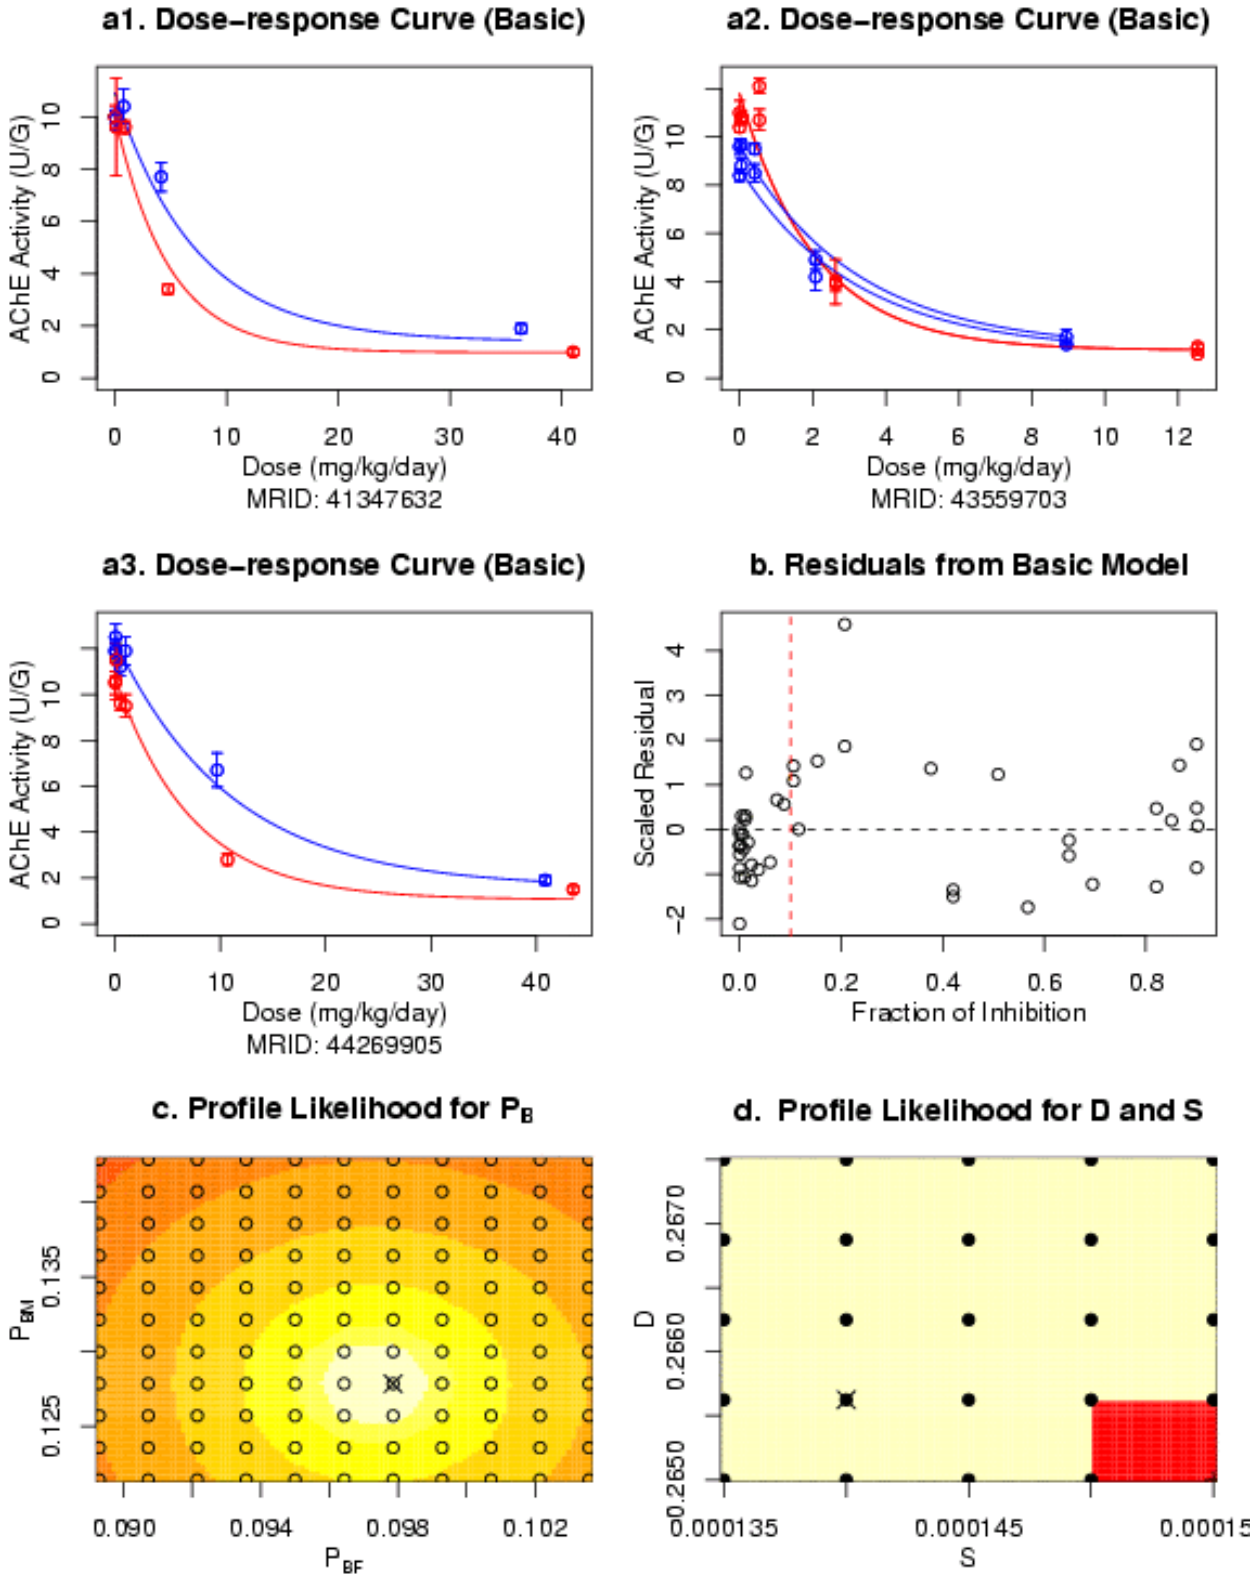 a1. Dose–response Curve (Basic)
AChE Activity (U/G)
0 2 4 6 8 10
0 10 20 30 40
Dose (mg/kg/day)
MRID: 41347632
a2. Dose–response Curve (Basic)
AChE Activity (U/G)
0 2 4 6 8 10
0 2 4 6 8 10 12
Dose (mg/kg/day)
MRID: 43559703
a3. Dose–response Curve (Basic)
AChE Activity (U/G)
0 2 4 6 8 10
0 10 20 30 40
Dose (mg/kg/day)
MRID: 44269905
b. Residuals from Basic Model
Scaled Residual
−2 0 1 2 3 4
0.0 0.2 0.4 0.6 0.8
Fraction of Inhibition
c. Profile Likelihood for PB
PBM
0.125 0.135
0.090 0.094 0.098 0.102
PBF
d. Profile Likelihood for D and S
D
0.2650 0.2660 0.2670
0.000135 0.000145 0.00015
S